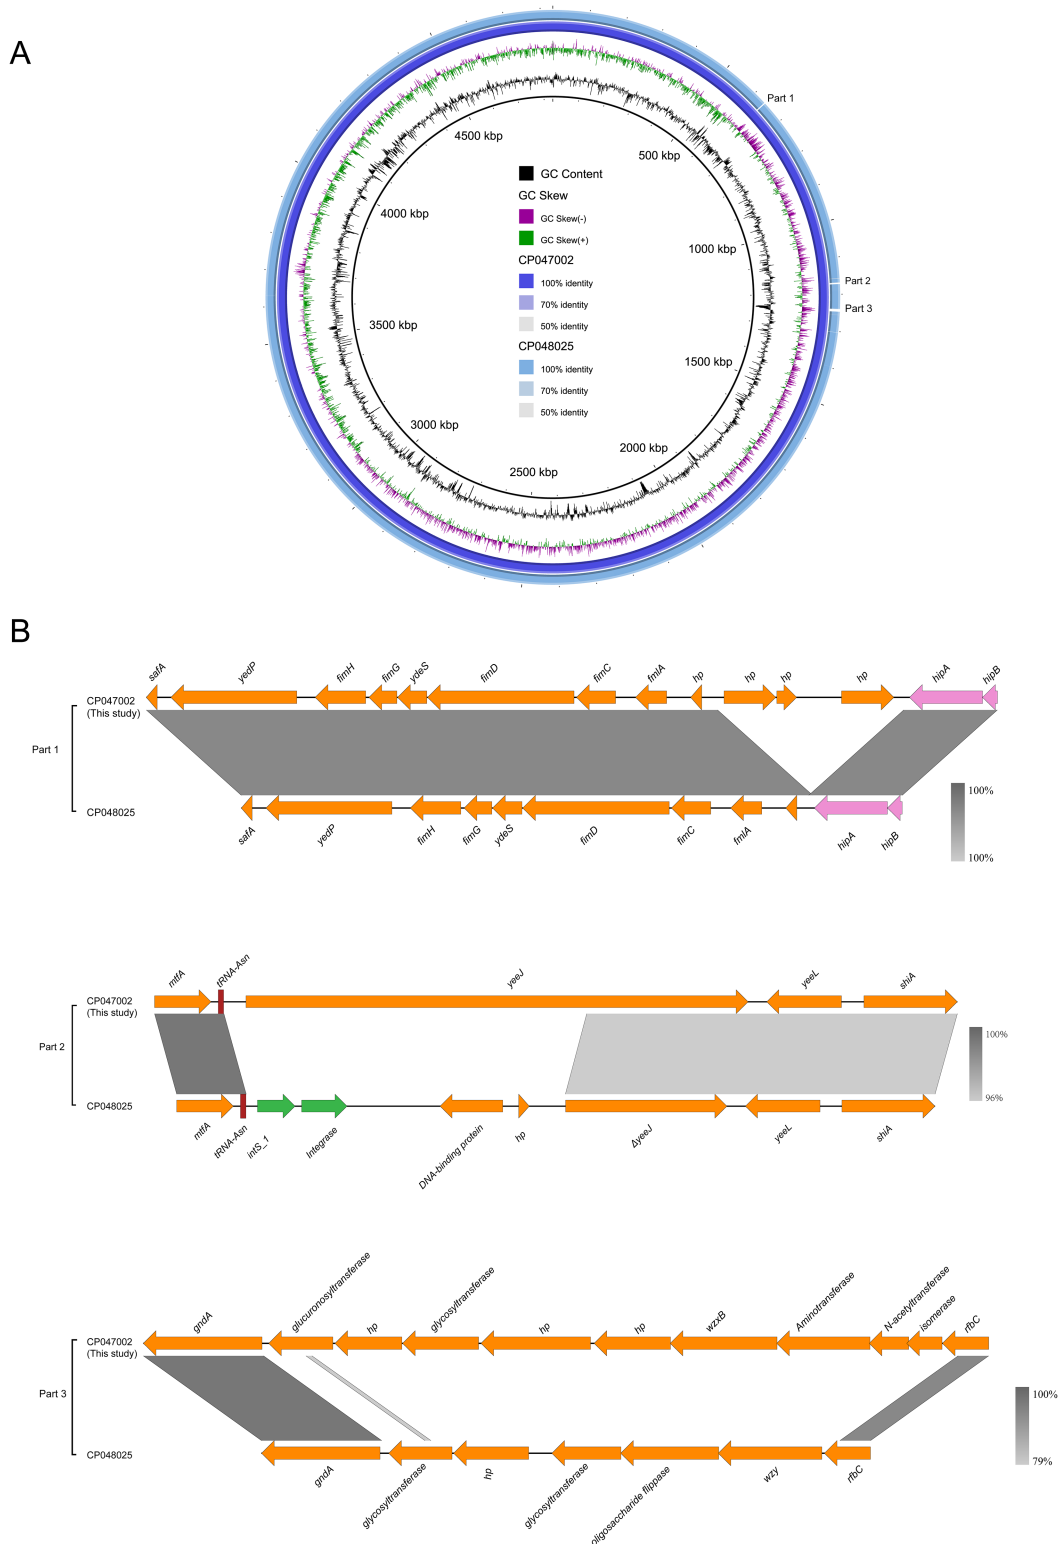 A
Part 1
4500 kbp
500 kbp
GC Content
GC Skew
4000 kbp
GC Skew(-)
GC Skew(+)
1000 kbp
CP047002
Part 2
100% identity
70% identity
Part 3
3500 kbp
50% identity
CP048025
1500 kbp
100% identity
70% identity
50% identity
3000 kbp
2000 kbp
2500 kbp
B
safA yedP fimH fimG ydeS fimD fimC fmlA hp hp hp hp hipA hipB
CP047002
(This study)
Part 1
100%
CP048025
100%
safA yedP fimH fimG ydeS fimD fimC fmlA hipA hipB
mtfA tRNA-Asn yeeJ yeeL shiA
CP047002
(This study)
100%
Part 2
96%
CP048025
mtfA tRNA-Asn intS_1 Integrase DNA-binding protein hp ΔyeeJ yeeL shiA
gndA glucuronosyltransferase hp glycosyltransferase hp hp wzxB Aminotransferase N-acetyltransferase isomerase rfbC
CP047002
(This study)
Part 3
100%
CP048025
79%
gndA glycosyltransferase hp glycosyltransferase oligosaccharide flippase wzy rfbC